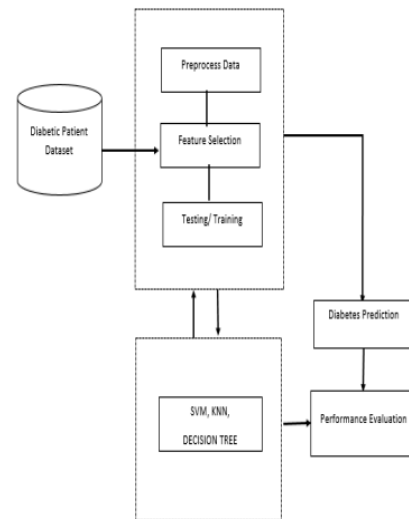 Preprocess Data
Diabetic Patient
Dataset
Feature Selection
Testing/ Training
Diabetes Prediction
SVM, KNN,
DECISION TREE
Performance Evaluation